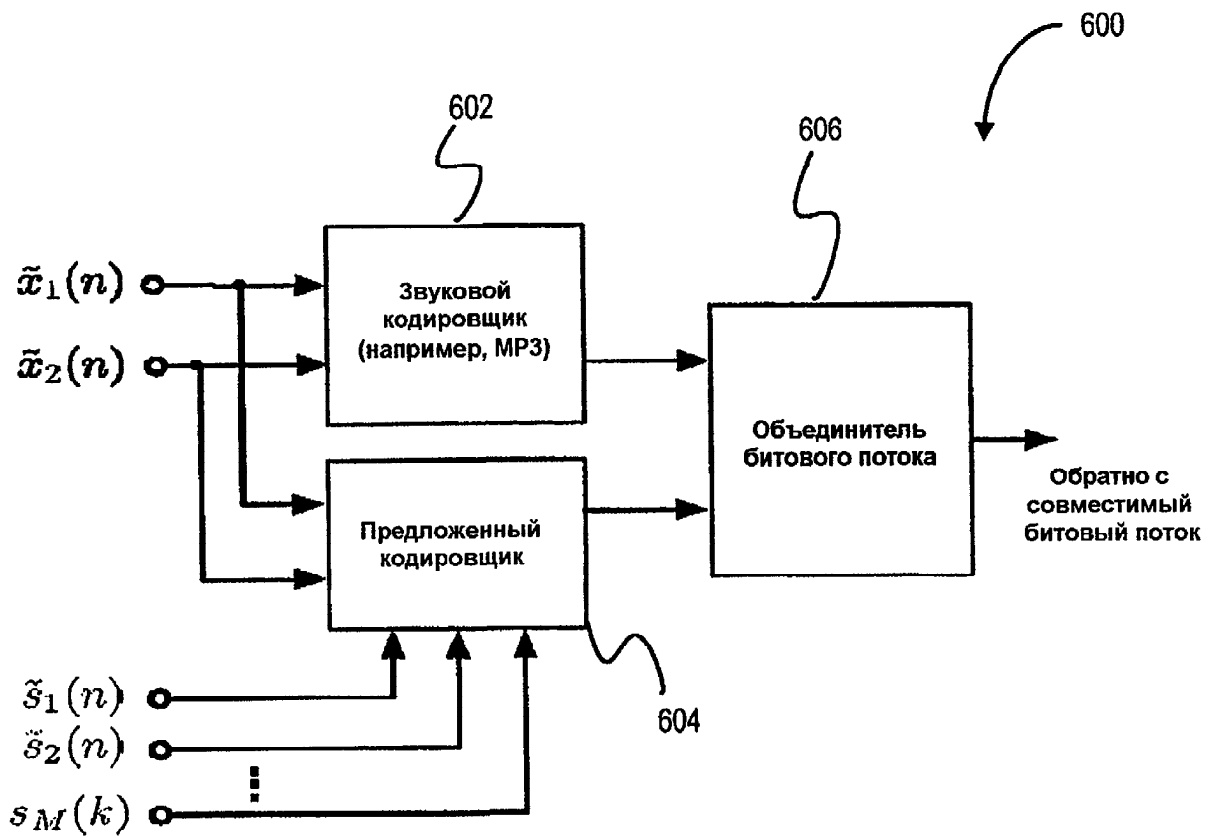 600
602
606
x̃₁(n)
x̃₂(n)
Звуковой
кодировщик
(например, MP3)
Объединитель
битового потока
Обратно с
совместимый
битовый поток
Предложенный
кодировщик
604
s̃₁(n)
s̃₂(n)
⋮
s_M(k)